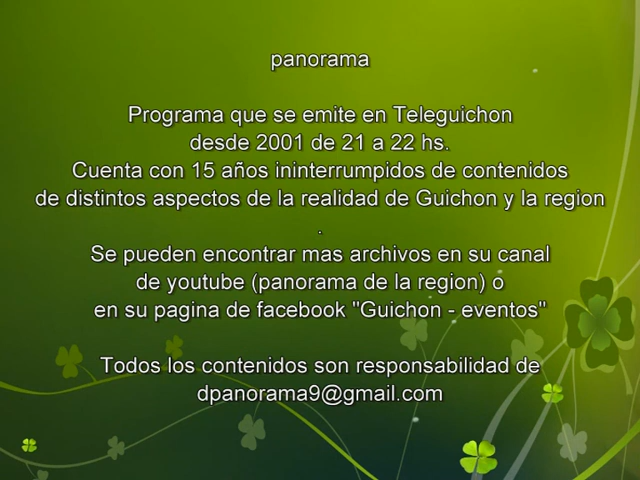 panorama
Programa que se emite en Teleguichon
desde 2001 de 21 a 22 hs.
Cuenta con 15 años ininterrumpidos de contenidos
de distintos aspectos de la realidad de Guichon y la region
.
Se pueden encontrar mas archivos en su canal
de youtube (panorama de la region) o
en su pagina de facebook "Guichon - eventos"
Todos los contenidos son responsabilidad de
dpanorama9@gmail.com